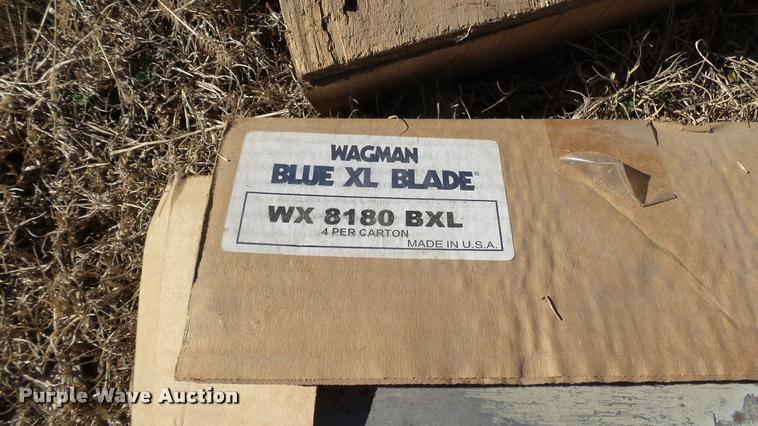 WAGMAN
BLUE XL BLADE®
WX 8180 BXL
4 PER CARTON
MADE IN U.S.A.
Purple Wave Auction